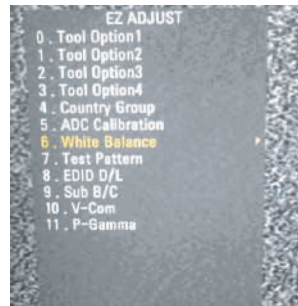 EZ ADJUST
0 . Tool Option1
1 . Tool Option2
2 . Tool Option3
3 . Tool Option4
4 . Country Group
5 . ADC Calibration
6 . White Balance
7 . Test Pattern
8 . EDID D/L
9 . Sub B/C
10 . V-Com
11 . P-Gamma